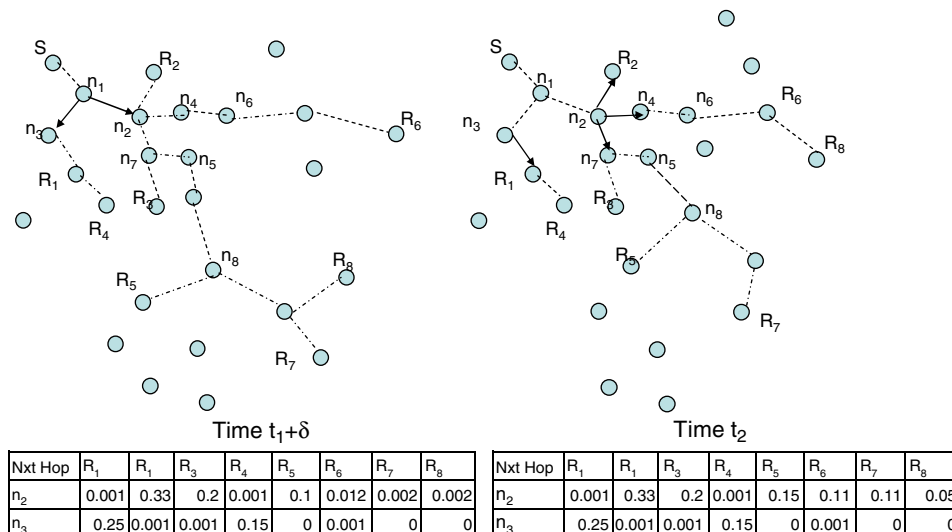 S
n1
R2
n4
n6
n2
R6
n3
n7
n5
R1
R3
R4
n8
R8
R5
R7
Time t1+δ
S
n1
R2
n4
n6
R6
n2
n3
R8
n7
n5
R1
R3
n8
R4
R5
R7
Time t2
Nxt Hop R1 R1 R3 R4 R5 R6 R7 R8
n2 0.001 0.33 0.2 0.001 0.1 0.012 0.002 0.002
n3 0.25 0.001 0.001 0.15 0 0.001 0 0
Nxt Hop R1 R1 R3 R4 R5 R6 R7 R8
n2 0.001 0.33 0.2 0.001 0.15 0.11 0.11 0.05
n3 0.25 0.001 0.001 0.15 0 0.001 0 0